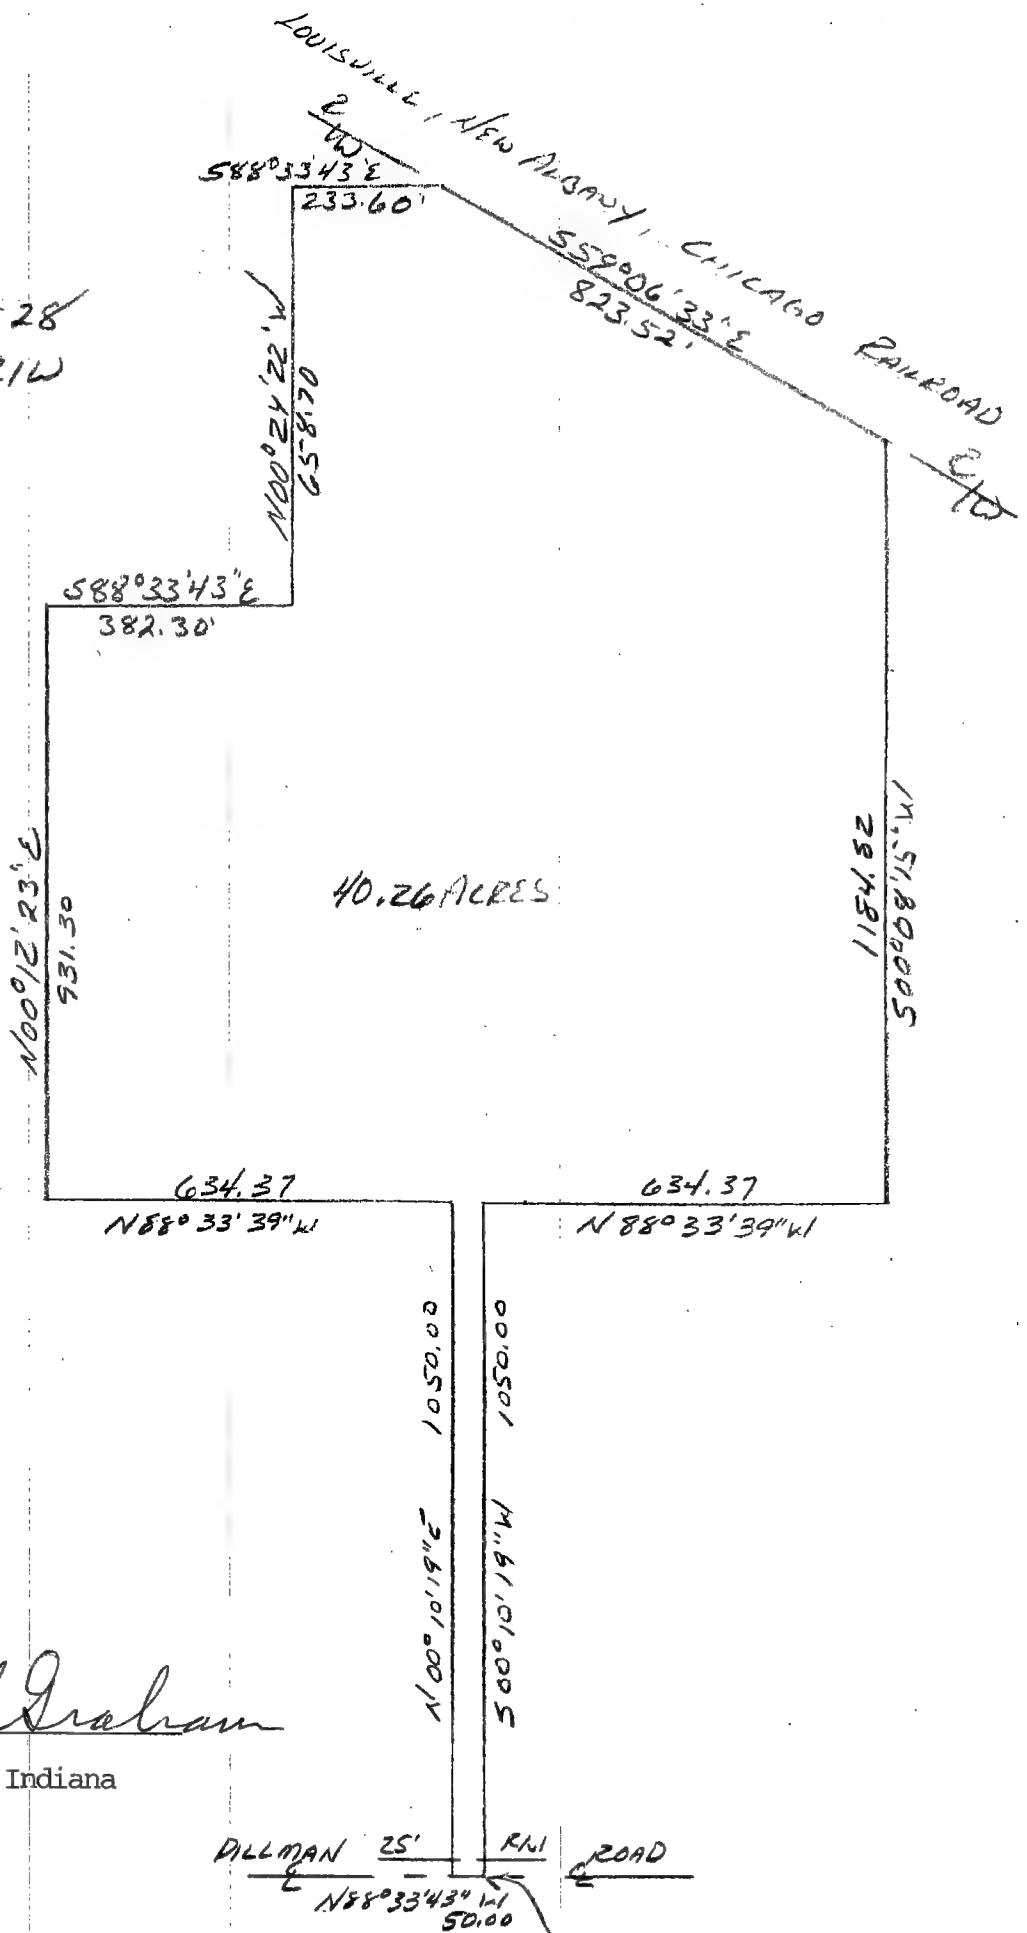 LOUISVILLE, NEW ALBANY, CHICAGO RAILROAD
R/W
S88°33'43"E
233.60'
S59°06'33"E
823.52'
28
21W
N00°24'22"W
658.70
R/W
S88°33'43"E
382.30'
N00°12'23"E
931.30
40.26 ACRES
1184.82
S00°08'51"W
634.37
N88°33'39"W
634.37
N88°33'39"W
1050.00
N00°10'19"E
1050.00
S00°10'19"W
Graham
Indiana
DILLMAN 25' R/W ROAD
N88°33'43"W
50.00